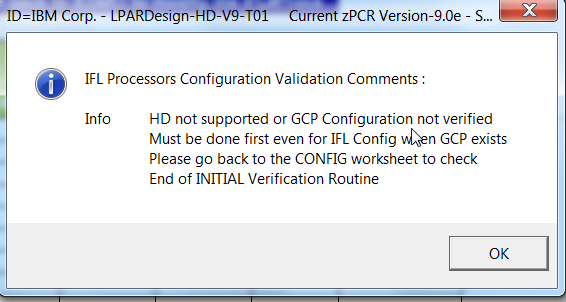 ID=IBM Corp. - LPARDesign-HD-V9-T01 Current zPCR Version-9.0e - S...
IFL Processors Configuration Validation Comments :
Info HD not supported or GCP Configuration not verified
Must be done first even for IFL Config when GCP exists
Please go back to the CONFIG worksheet to check
End of INITIAL Verification Routine
OK